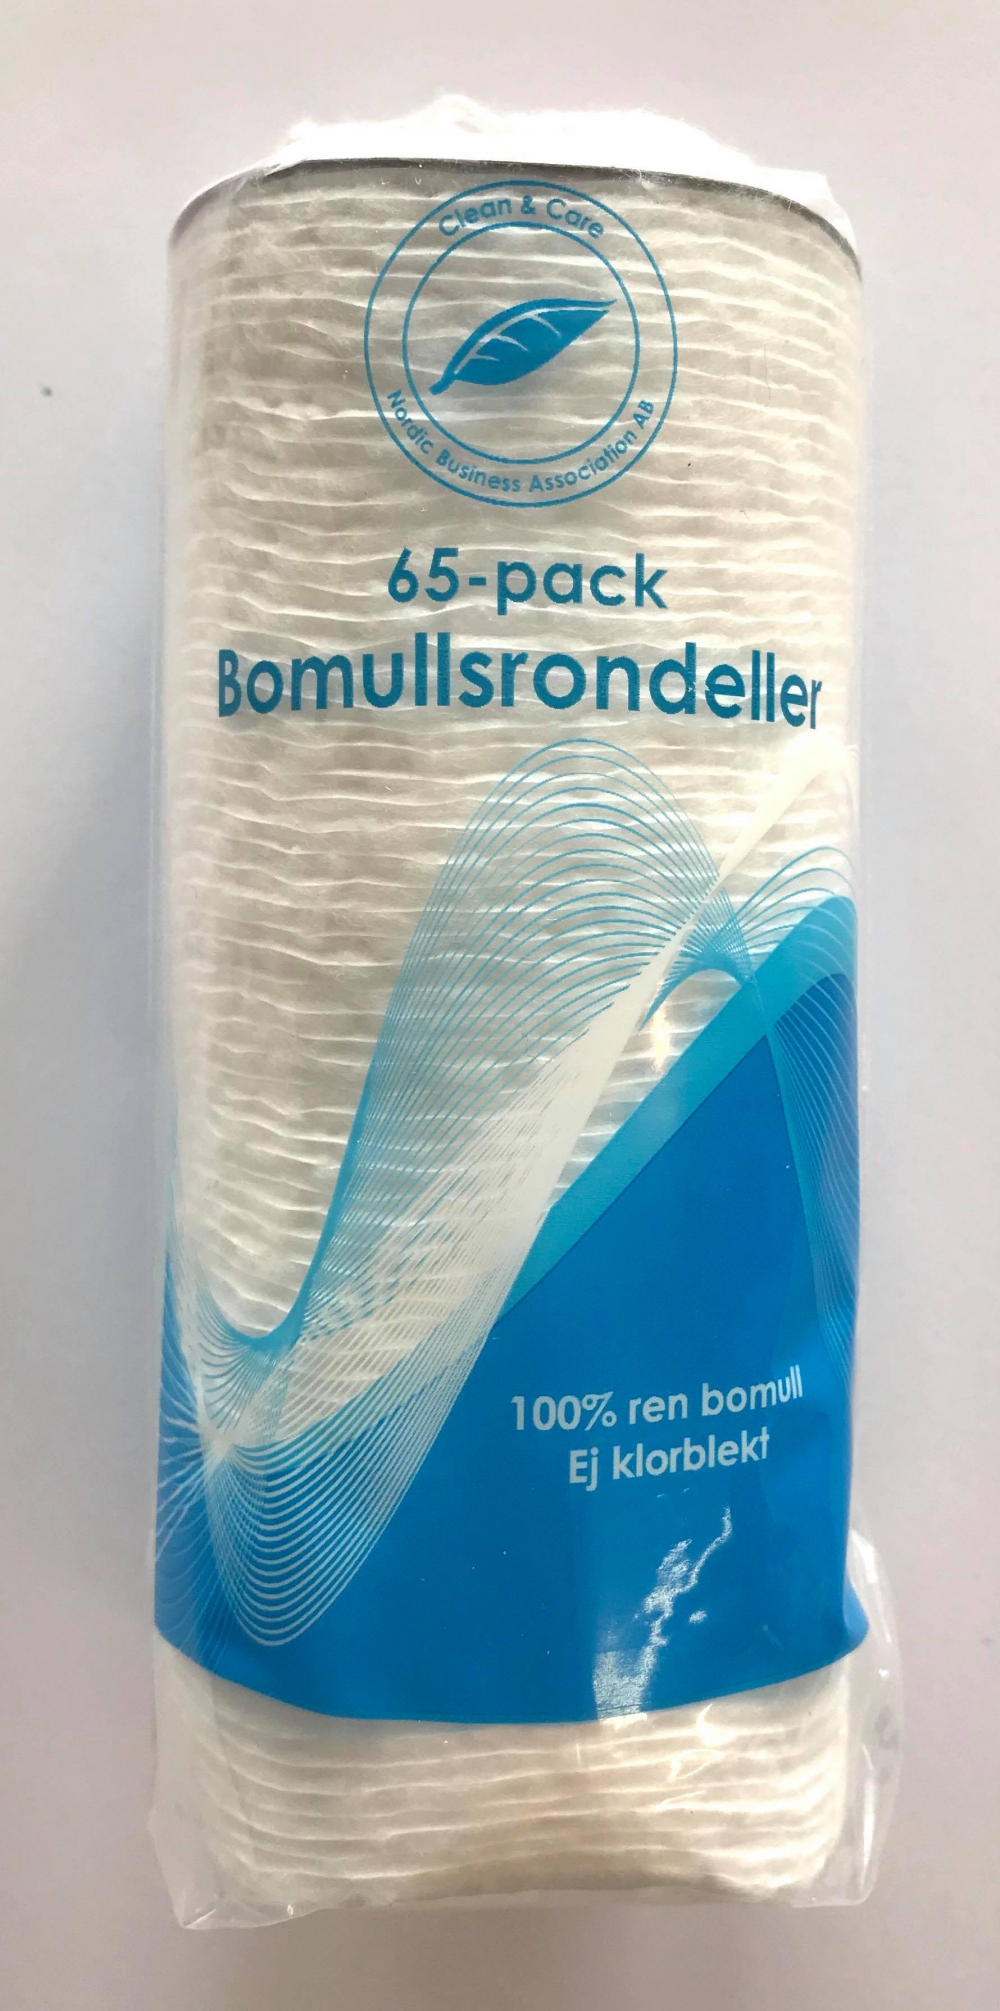 Clean & Care
Nordic Business Association AB
65-pack
Bomullsrondeller
100% ren bomull
Ej klorblekt